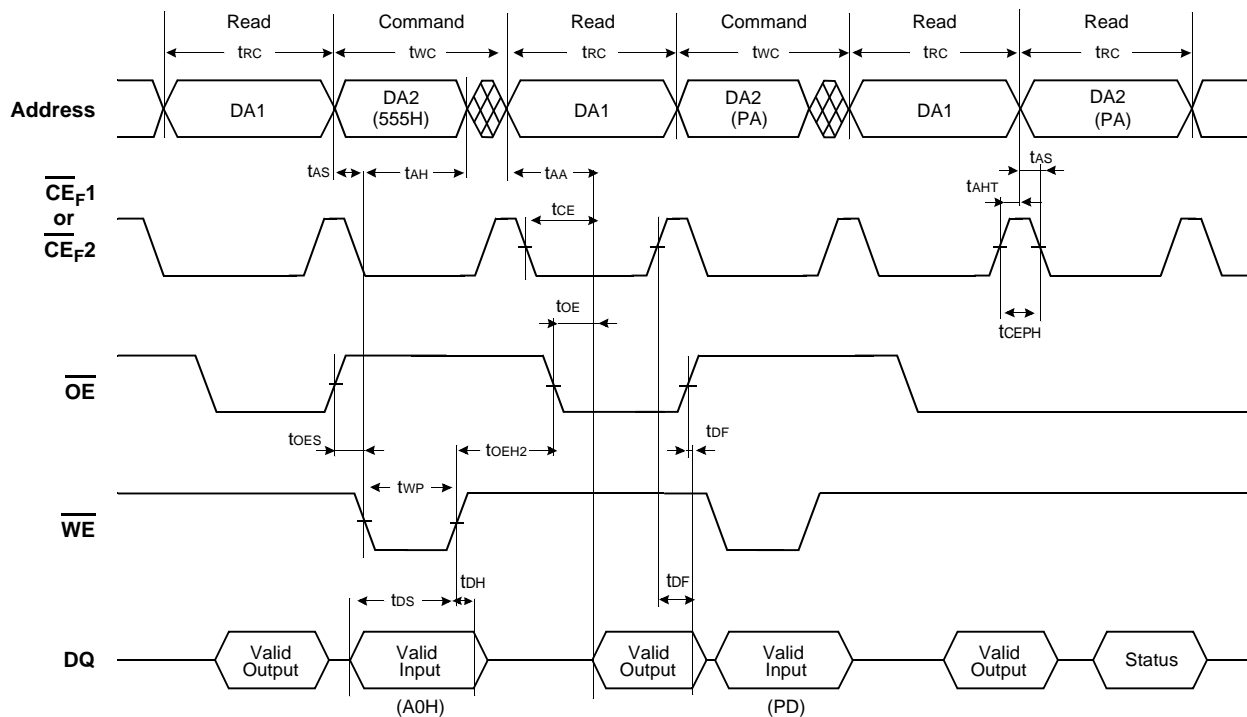 Read Command Read Command Read Read
tRC tWC tRC tWC tRC tRC
Address DA1 DA2 DA1 DA2 DA1 DA2
(555H) (PA) (PA)
tAS tAH tAA tAS
tAHT
CEF1
or
CEF2
tCE
tOE
tCEPH
OE
tOES tOEH2 tDF
tWP
WE
tDH
tDS tDF
DQ Valid Valid Valid Valid Valid Status
Output Input Output Input Output
(A0H) (PD)